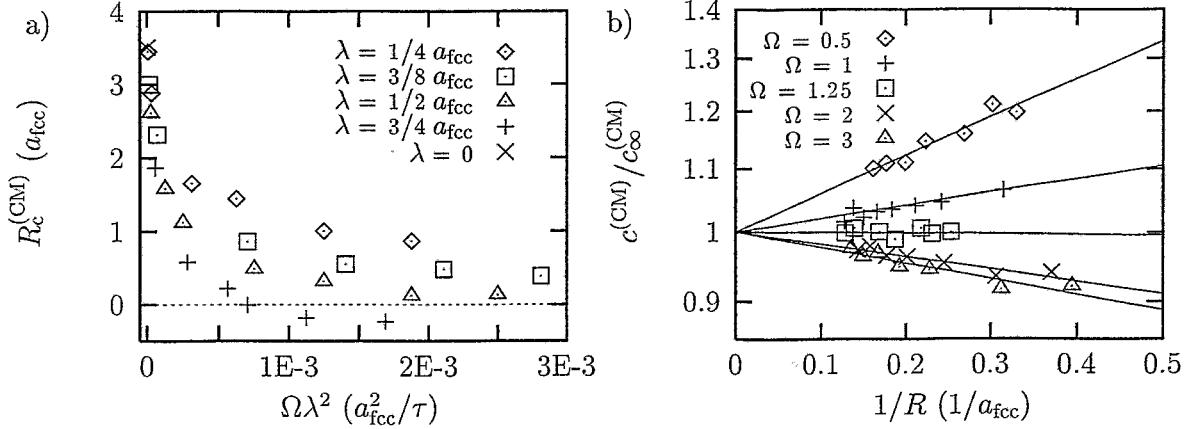 a)
4
3
2
1
0
R_c^(CM) (a_fcc)
λ = 1/4 a_fcc
λ = 3/8 a_fcc
λ = 1/2 a_fcc
λ = 3/4 a_fcc
λ = 0
0 1E-3 2E-3 3E-3
Ωλ² (a²_fcc/τ)
b)
1.4
1.3
1.2
1.1
1
0.9
c^(CM)/c_∞^(CM)
Ω = 0.5
Ω = 1
Ω = 1.25
Ω = 2
Ω = 3
0 0.1 0.2 0.3 0.4 0.5
1/R (1/a_fcc)